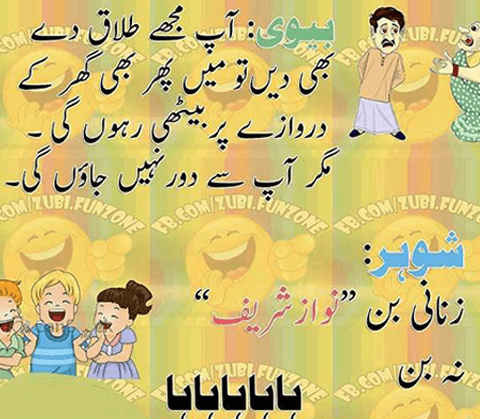 بیوی: آپ مجھے طلاق دے
بھی دیں تو میں پھر بھی گھر کے
دروازے پر بیٹھی رہوں گی ۔
مگر آپ سے دور نہیں جاؤں گی۔
FB.COM/ZUBI.FUNZONE
شوہر:
زنانی بن ”نواز شریف“
نہ بن
ہاہاہاہاہا